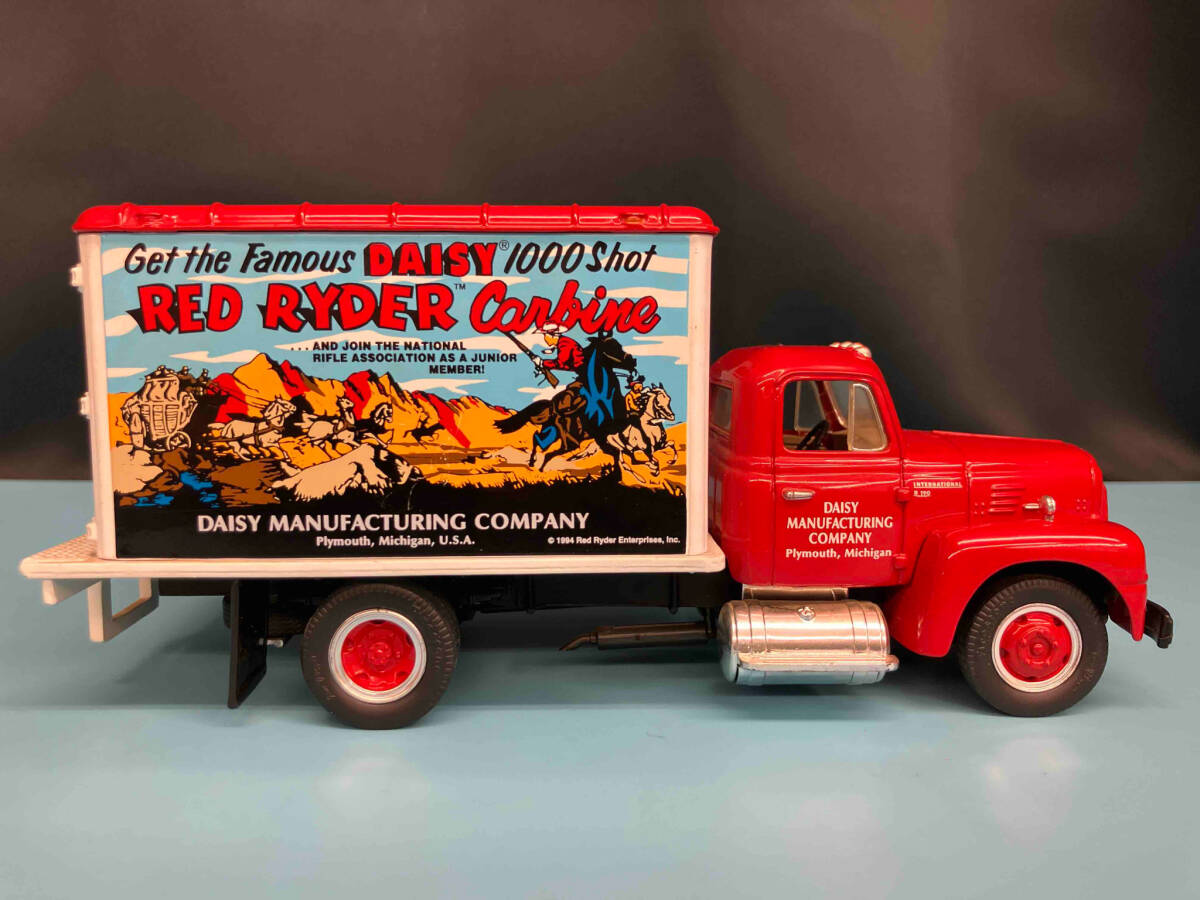 Get the Famous DAISY® 1000 Shot
RED RYDER™ Carbine
...AND JOIN THE NATIONAL
RIFLE ASSOCIATION AS A JUNIOR
MEMBER!
DAISY MANUFACTURING COMPANY
Plymouth, Michigan, U.S.A.
© 1994 Red Ryder Enterprises, Inc.
INTERNATIONAL
R 190
DAISY
MANUFACTURING
COMPANY
Plymouth, Michigan